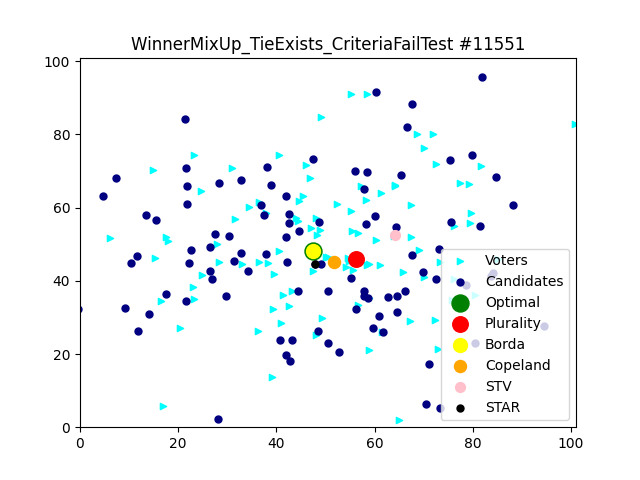 WinnerMixUp_TieExists_CriteriaFailTest #11551
100
80
60
40
20
0
0
20
40
60
80
100
Voters
Candidates
Optimal
Plurality
Borda
Copeland
STV
STAR